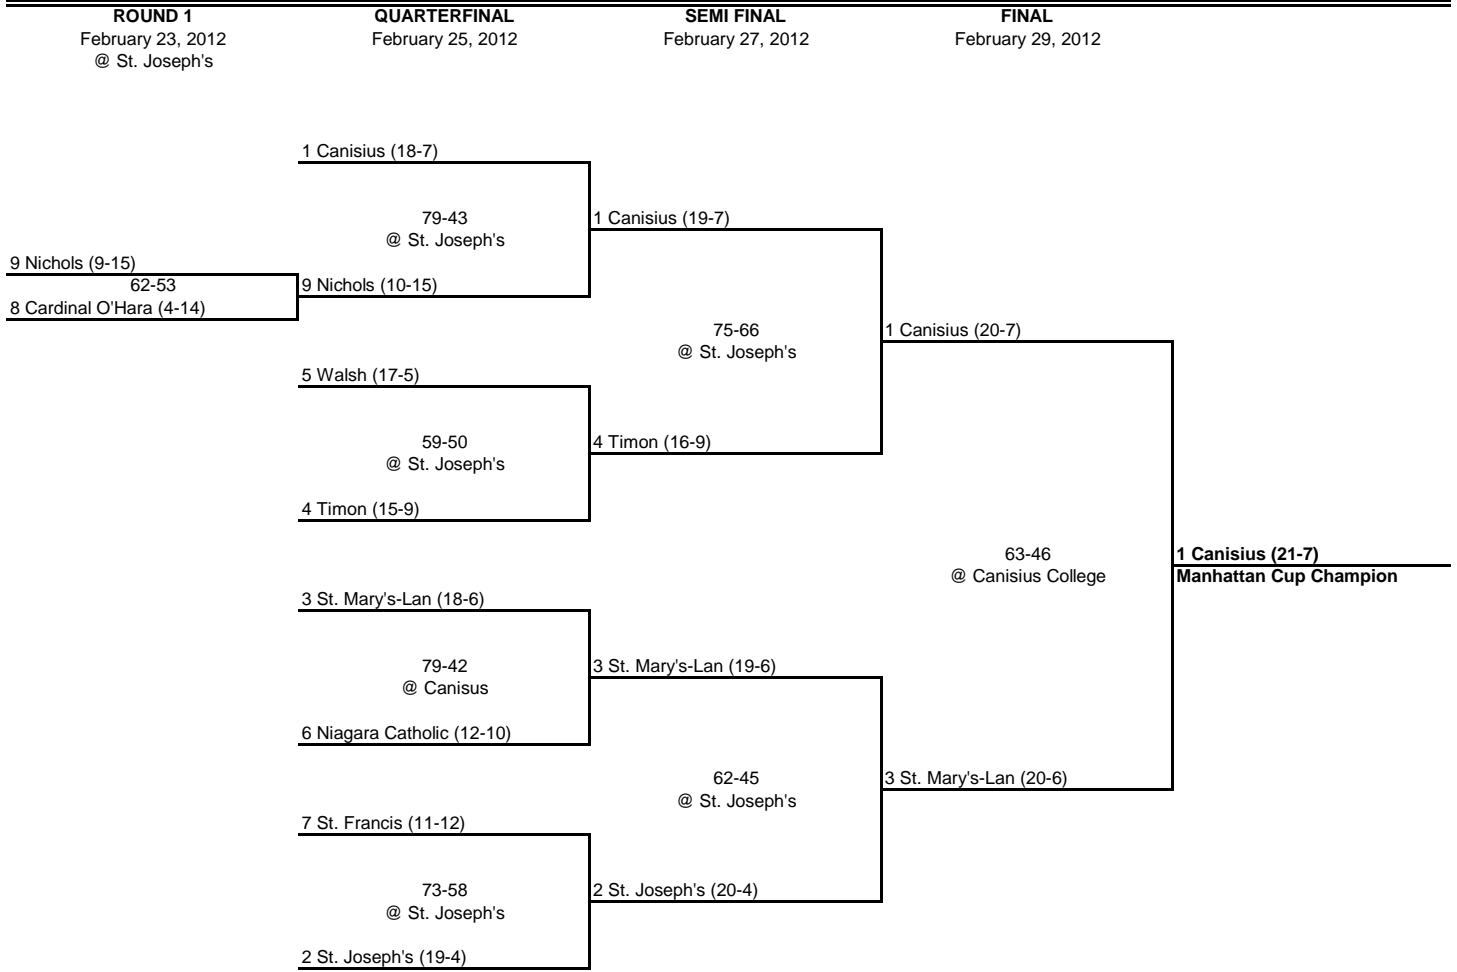 ROUND 1
February 23, 2012
@ St. Joseph's
QUARTERFINAL
February 25, 2012
SEMI FINAL
February 27, 2012
FINAL
February 29, 2012
9 Nichols (9-15)
62-53
8 Cardinal O'Hara (4-14)
1 Canisius (18-7)
79-43
@ St. Joseph's
9 Nichols (10-15)
5 Walsh (17-5)
59-50
@ St. Joseph's
4 Timon (15-9)
3 St. Mary's-Lan (18-6)
79-42
@ Canisus
6 Niagara Catholic (12-10)
7 St. Francis (11-12)
73-58
@ St. Joseph's
2 St. Joseph's (19-4)
1 Canisius (19-7)
75-66
@ St. Joseph's
4 Timon (16-9)
3 St. Mary's-Lan (19-6)
62-45
@ St. Joseph's
2 St. Joseph's (20-4)
1 Canisius (20-7)
63-46
@ Canisius College
3 St. Mary's-Lan (20-6)
1 Canisius (21-7)
Manhattan Cup Champion